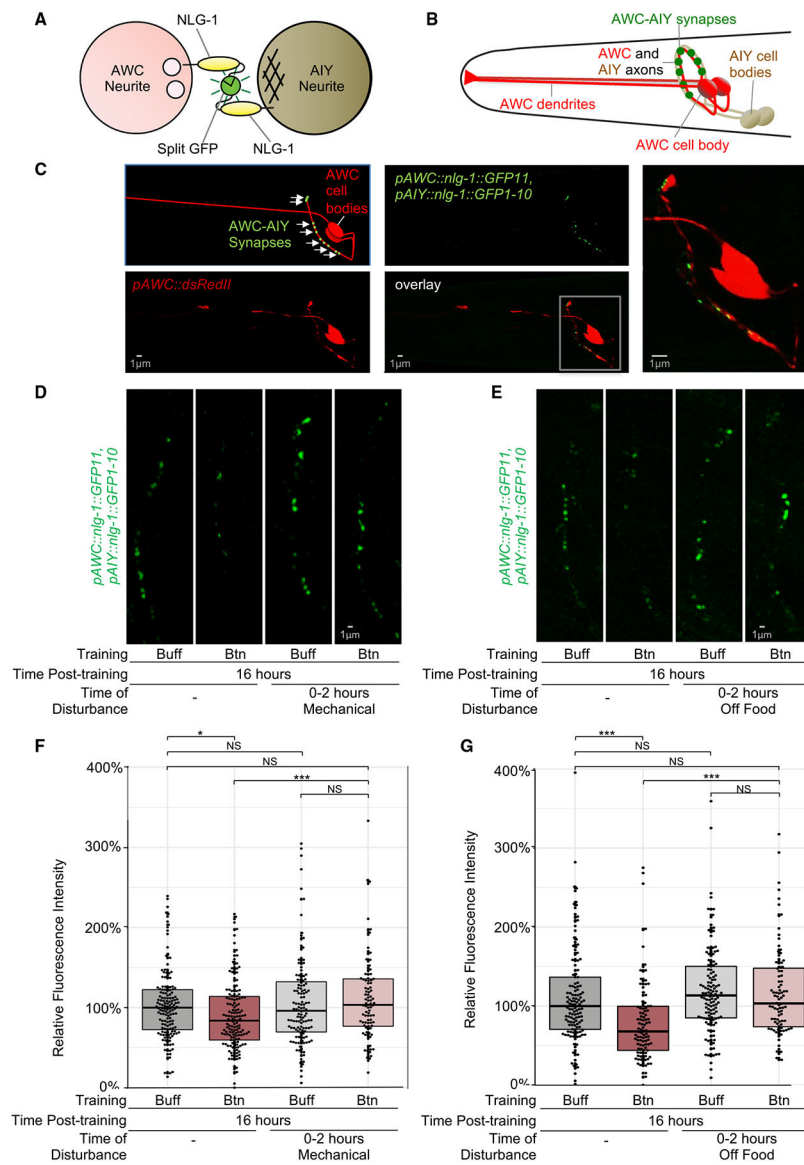 A
NLG-1
AWC
Neurite
AIY
Neurite
Split GFP
NLG-1
B
AWC-AIY synapses
AWC and
AIY axons
AIY cell
bodies
AWC dendrites
AWC cell body
C
AWC
cell
bodies
AWC-AIY
Synapses
pAWC::nlg-1::GFP11,
pAIY::nlg-1::GFP1-10
pAWC::dsRedII
1μm
overlay
1μm
1μm
D
pAWC::nlg-1::GFP11,
pAIY::nlg-1::GFP1-10
1μm
Training Buff Btn Buff Btn
Time Post-training 16 hours
Time of
Disturbance - 0-2 hours
Mechanical
E
pAWC::nlg-1::GFP11,
pAIY::nlg-1::GFP1-10
1μm
Training Buff Btn Buff Btn
Time Post-training 16 hours
Time of
Disturbance - 0-2 hours
Off Food
F
*
NS
NS
***
NS
400%
300%
200%
100%
0%
Relative Fluorescence Intensity
Training Buff Btn Buff Btn
Time Post-training 16 hours
Time of
Disturbance - 0-2 hours
Mechanical
G
***
NS
NS
***
NS
400%
300%
200%
100%
0%
Relative Fluorescence Intensity
Training Buff Btn Buff Btn
Time Post-training 16 hours
Time of
Disturbance - 0-2 hours
Off Food